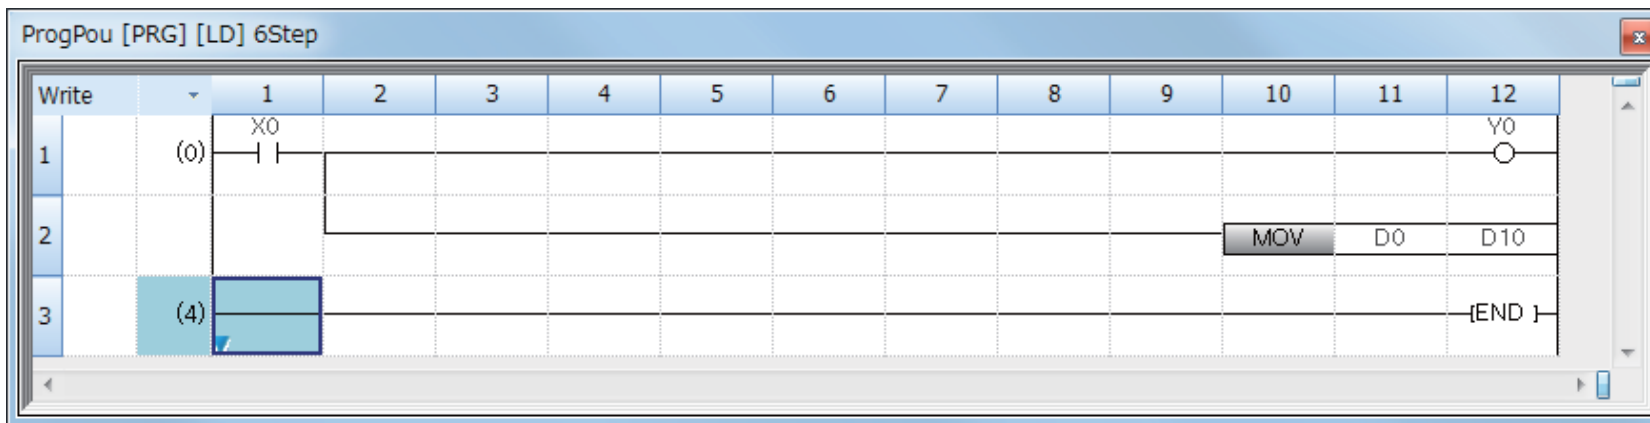 ProgPou [PRG] [LD] 6Step
Write 1 2 3 4 5 6 7 8 9 10 11 12
X0 Y0
1 (0)
2 MOV D0 D10
3 (4) [END ]